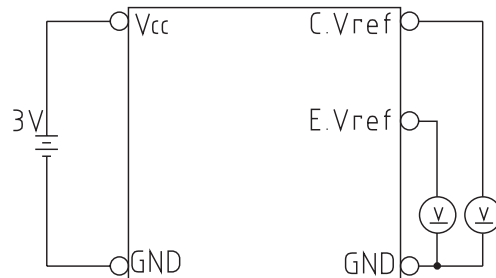 Vcc
C.Vref
3V
E.Vref
V
V
GND
GND